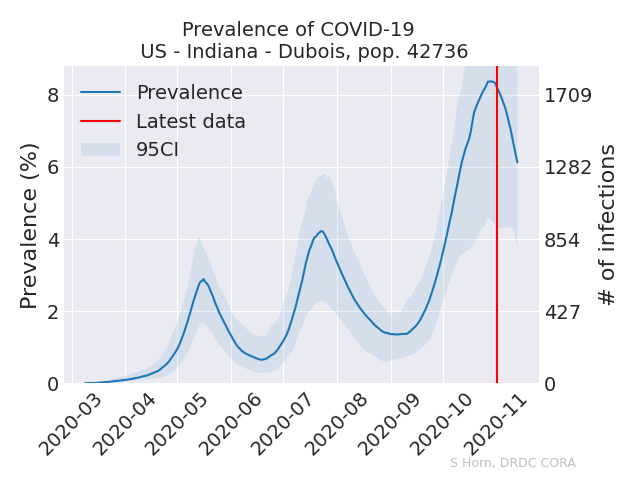 Prevalence of COVID-19
US - Indiana - Dubois, pop. 42736
Prevalence
Latest data
95CI
Prevalence (%)
8
6
4
2
0
1709
1282
854
427
0
# of infections
2020-03
2020-04
2020-05
2020-06
2020-07
2020-08
2020-09
2020-10
2020-11
S Horn, DRDC CORA